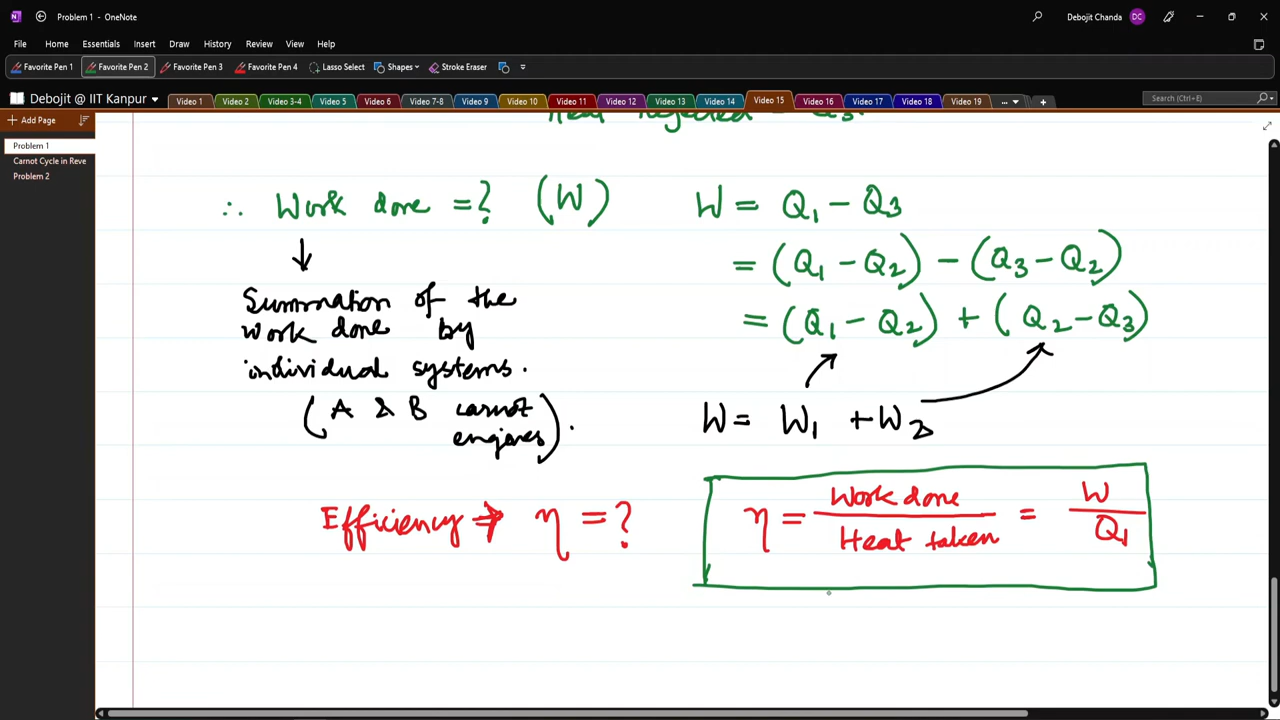 Problem 1 - OneNote
Debojit Chanda DC
File Home Essentials Insert Draw History Review View Help
Favorite Pen 1 Favorite Pen 2 Favorite Pen 3 Favorite Pen 4 Lasso Select Shapes Stroke Eraser
Debojit @ IIT Kanpur
Video 1 Video 2 Video 3-4 Video 5 Video 6 Video 7-8 Video 9 Video 10 Video 11 Video 12 Video 13 Video 14 Video 15 Video 16 Video 17 Video 18 Video 19 ... + Search (Ctrl+E)
+ Add Page
Problem 1
Carnot Cycle in Reve
Problem 2
Heat Rejected = Q₃.
∴ Work done = ? (W)
W = Q₁ − Q₃
= (Q₁ − Q₂) − (Q₃ − Q₂)
= (Q₁ − Q₂) + (Q₂ − Q₃)
↓
Summation of the
work done by
individual systems.
(A & B carnot
engines).
W = W₁ + W₂
Efficiency ⇒ η = ?
η = Work done / Heat taken = W / Q₁